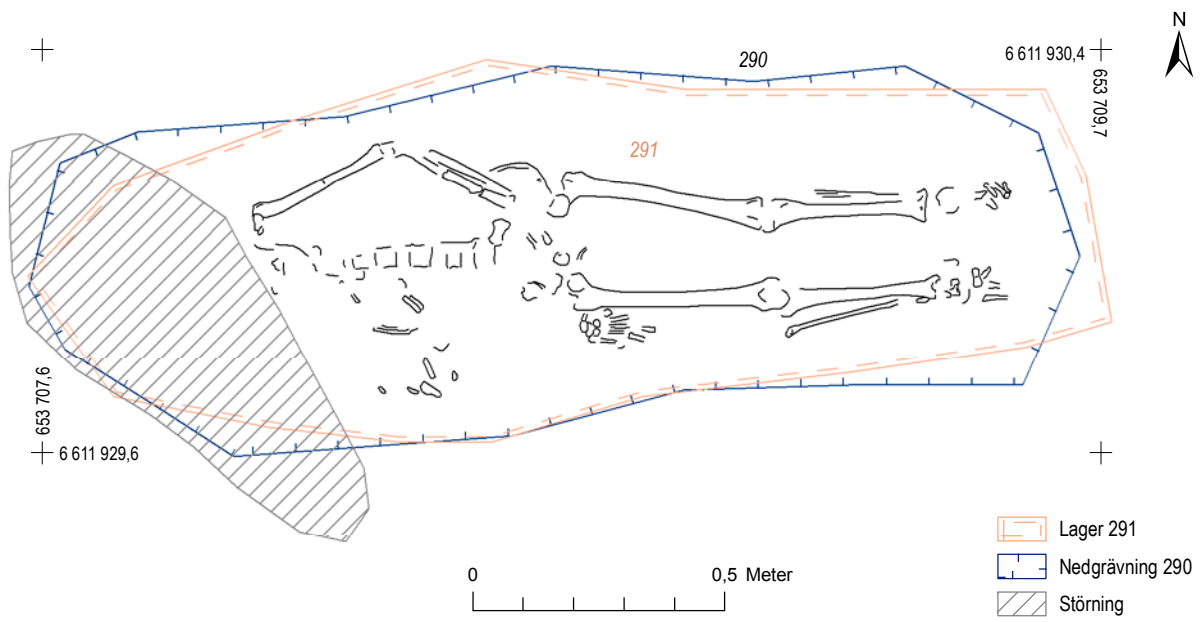 N
290
6 611 930,4
653 709,7
291
653 707,6
6 611 929,6
Lager 291
0 0,5 Meter
Nedgrävning 290
Störning